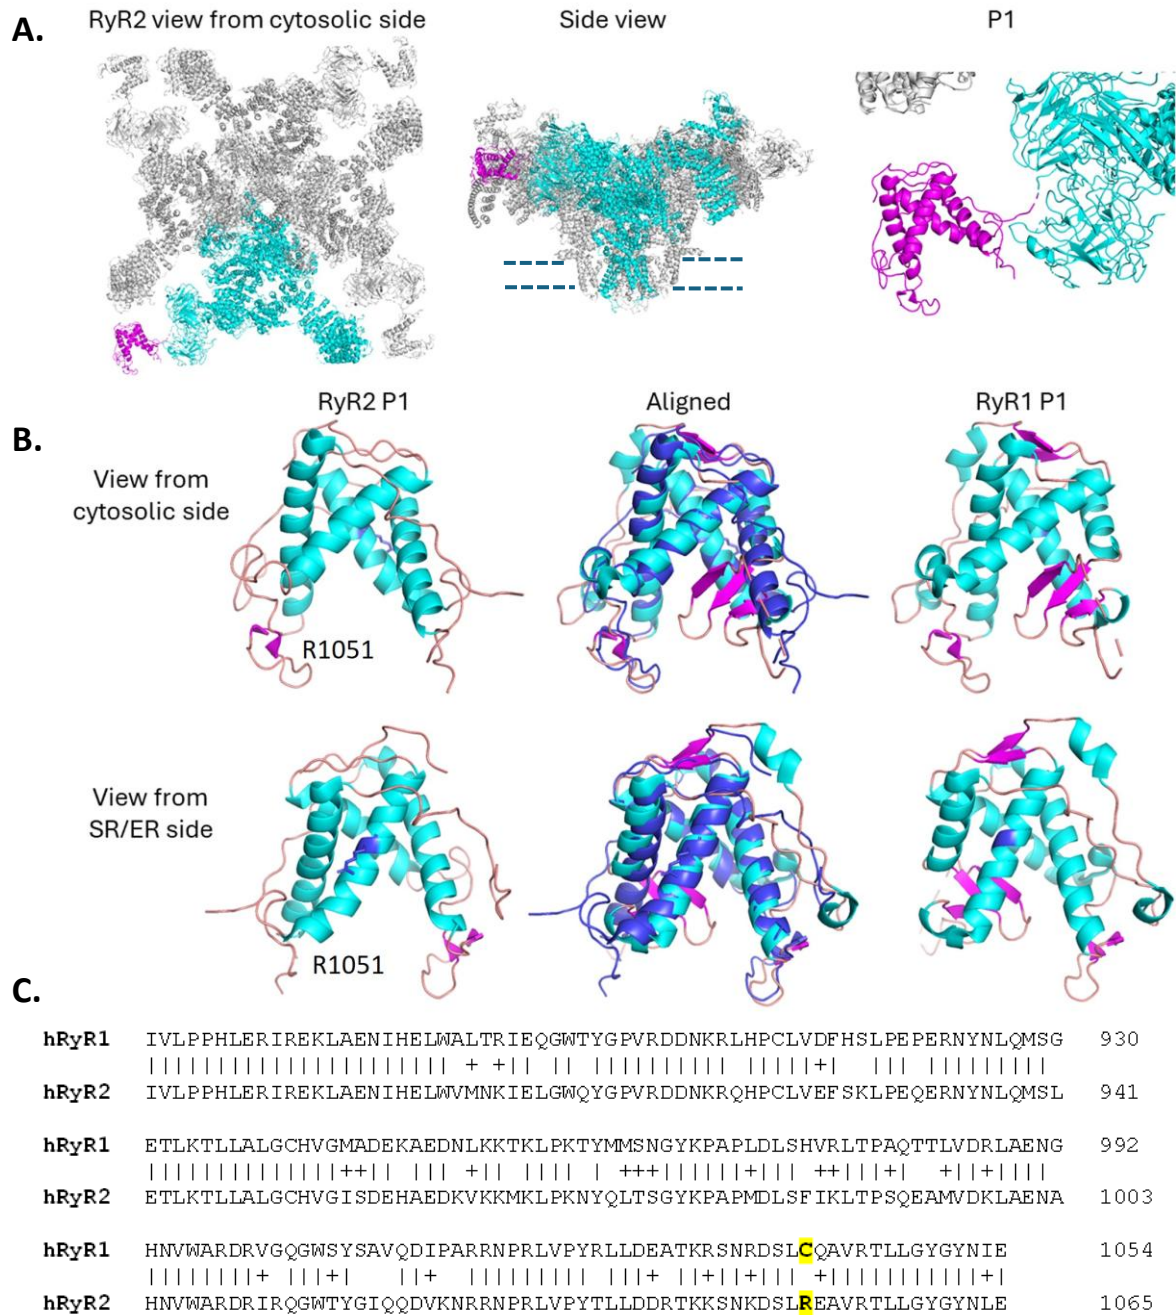 A.
RyR2 view from cytosolic side
Side view
P1
B.
RyR2 P1
Aligned
RyR1 P1
View from
cytosolic side
R1051
View from
SR/ER side
R1051
C.
hRyR1 IVLPPHLERIREKLAENIHELWALTRIEQGWTYGPVRDDNKRLHPCLVDFHSLPEPERNYNLQMSG 930
||||||||||||||||||||||| + +|| || |||||||||| ||||||+|| ||| |||||||||
hRyR2 IVLPPHLERIREKLAENIHELWVMNKIELGWQYGPVRDDNKRQHPCLVEFSKLPEQERNYNLQMSL 941
hRyR1 ETLKTLLALGCHVGMADEKAEDNLKKTKLPKTYMMSNGYKPAPLDLSHVRLTPAQTTLVDRLAENG 992
||||||||||||||++|| ||| +|| |||| | +++||||||+||| ++|||+| +||+||||
hRyR2 ETLKTLLALGCHVGISDEHAEDKVKKMKLPKNYQLTSGYKPAPMDLSFIKLTPSQEAMVDKLAENA 1003
hRyR1 HNVWARDRVGQGWSYSAVQDIPARRNPRLVPYRLLDEATKRSNRDSLCQAVRTLLGYGYNIE 1054
||||||||+ ||||+| || + |||||||||| |||+ |||+|||| +||||||||||||+|
hRyR2 HNVWARDRIRQGWTYGIQQDVKNRRNPRLVPYTLLDDRTKKSNKDSLREAVRTLLGYGYNLE 1065